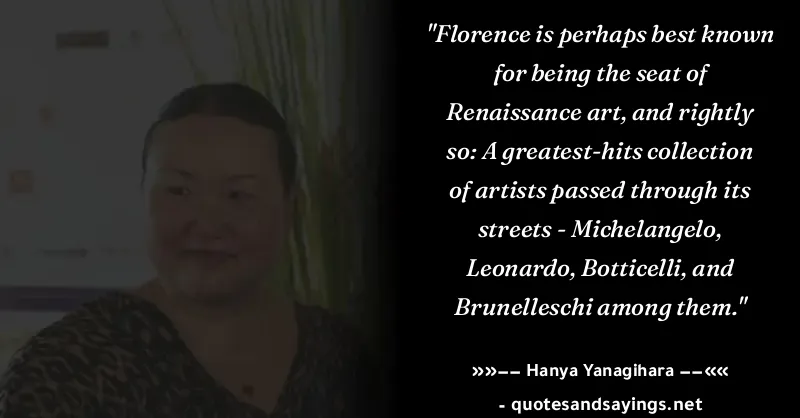 "Florence is perhaps best known
for being the seat of
Renaissance art, and rightly
so: A greatest-hits collection
of artists passed through its
streets - Michelangelo,
Leonardo, Botticelli, and
Brunelleschi among them."
»»−− Hanya Yanagihara −−««
- quotesandsayings.net